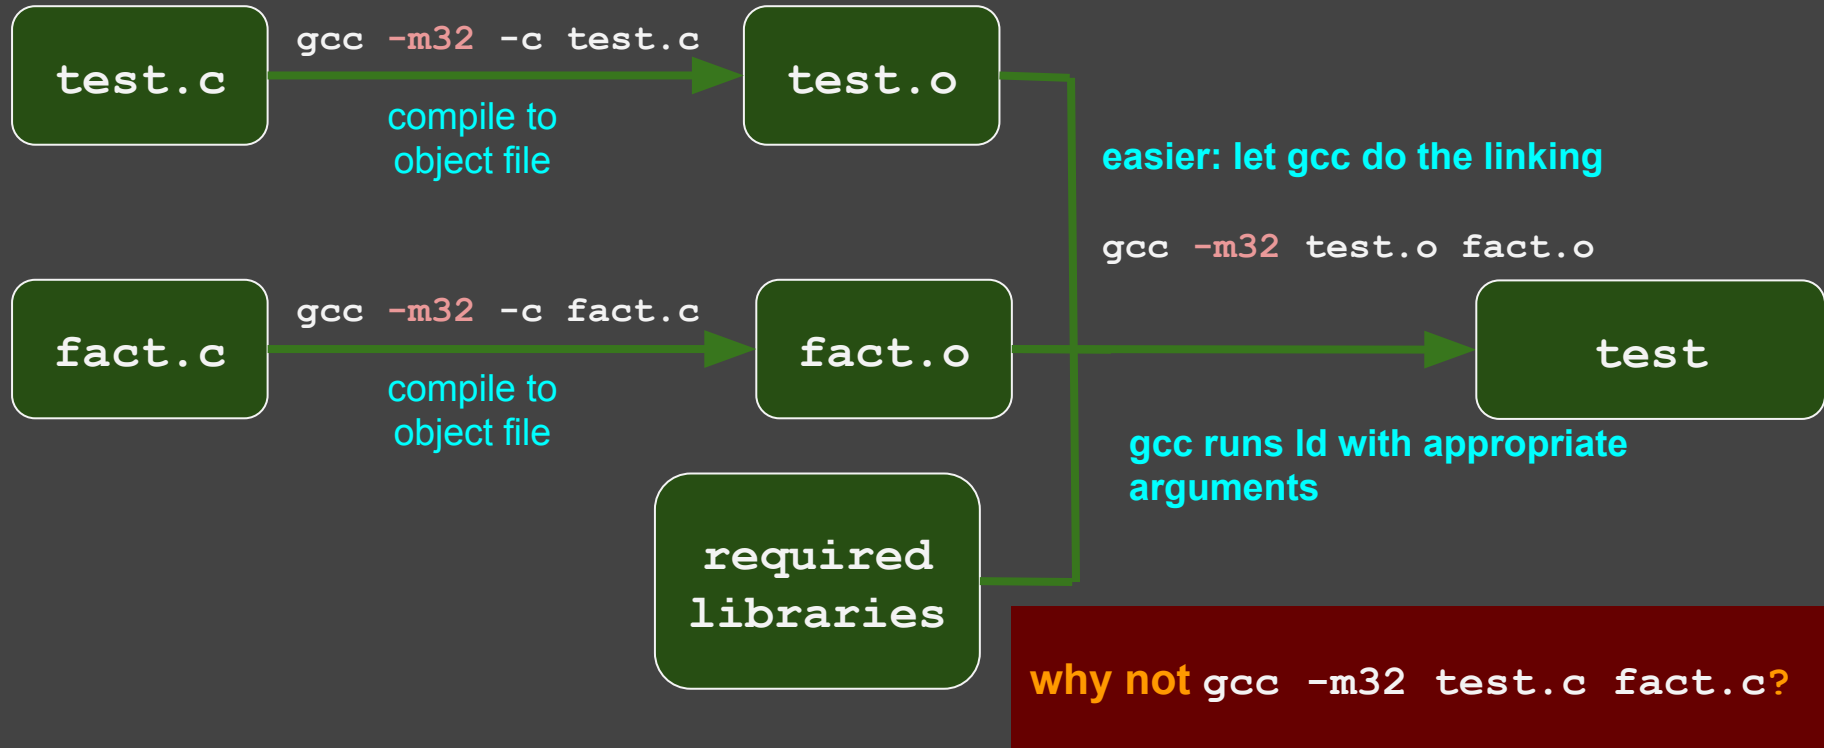 test.c
gcc -m32 -c test.c
compile to
object file
test.o
easier: let gcc do the linking
gcc -m32 test.o fact.o
fact.c
gcc -m32 -c fact.c
compile to
object file
fact.o
test
gcc runs ld with appropriate
arguments
required
libraries
why not gcc -m32 test.c fact.c?